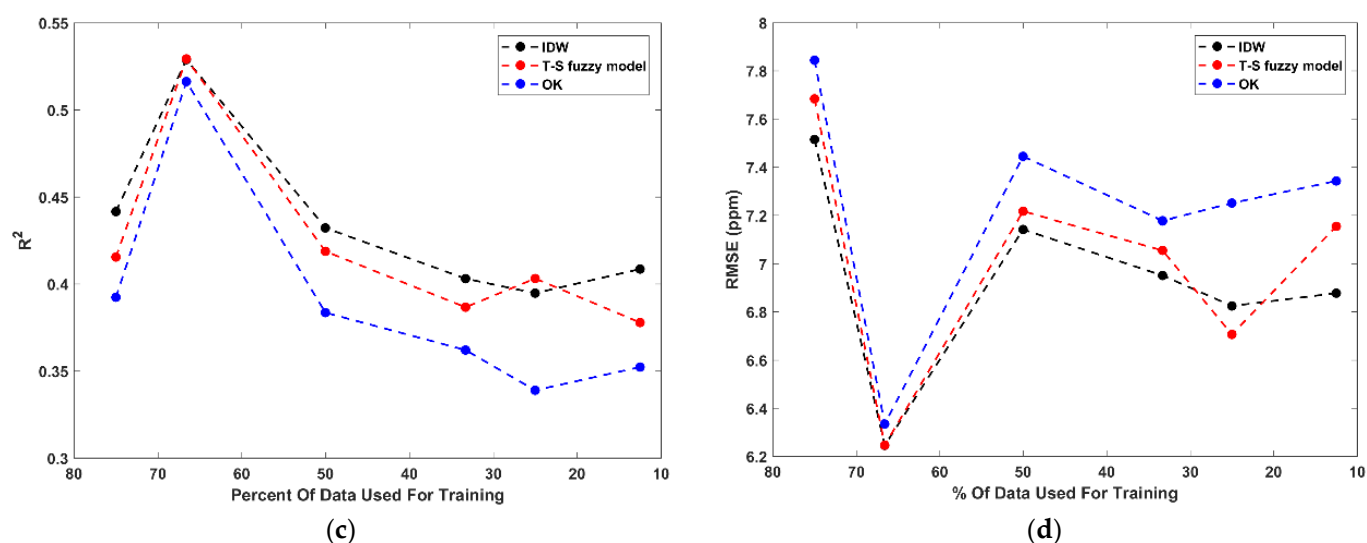 0.55
0.5
0.45
0.4
0.35
0.3
R2
80 70 60 50 40 30 20 10
Percent Of Data Used For Training
IDW
T-S fuzzy model
OK
(c)
8
7.8
7.6
7.4
7.2
7
6.8
6.6
6.4
6.2
RMSE (ppm)
80 70 60 50 40 30 20 10
% Of Data Used For Training
IDW
T-S fuzzy model
OK
(d)